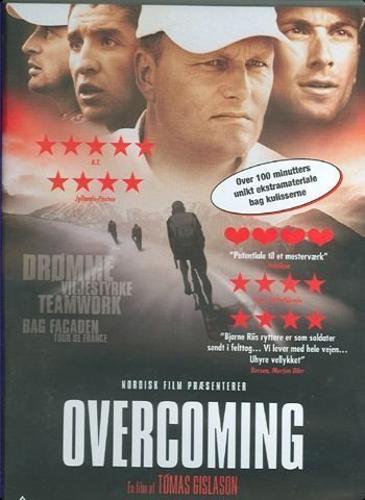 B.T.
Jyllands-Posten
Over 100 minutters
unikt ekstramateriale
bag kulisserne
"Potentiale til et mesterværk"
DRØMME
VILJESTYRKE
TEAMWORK
BAG FACADEN
TOUR DE FRANCE
"Bjarne Riis ryttere er som soldater
sendt i felttog... Vi lever med hele vejen...
Uhyre vellykket"
NORDISK FILM PRÆSENTERER
OVERCOMING
En film af TÓMAS GISLASON